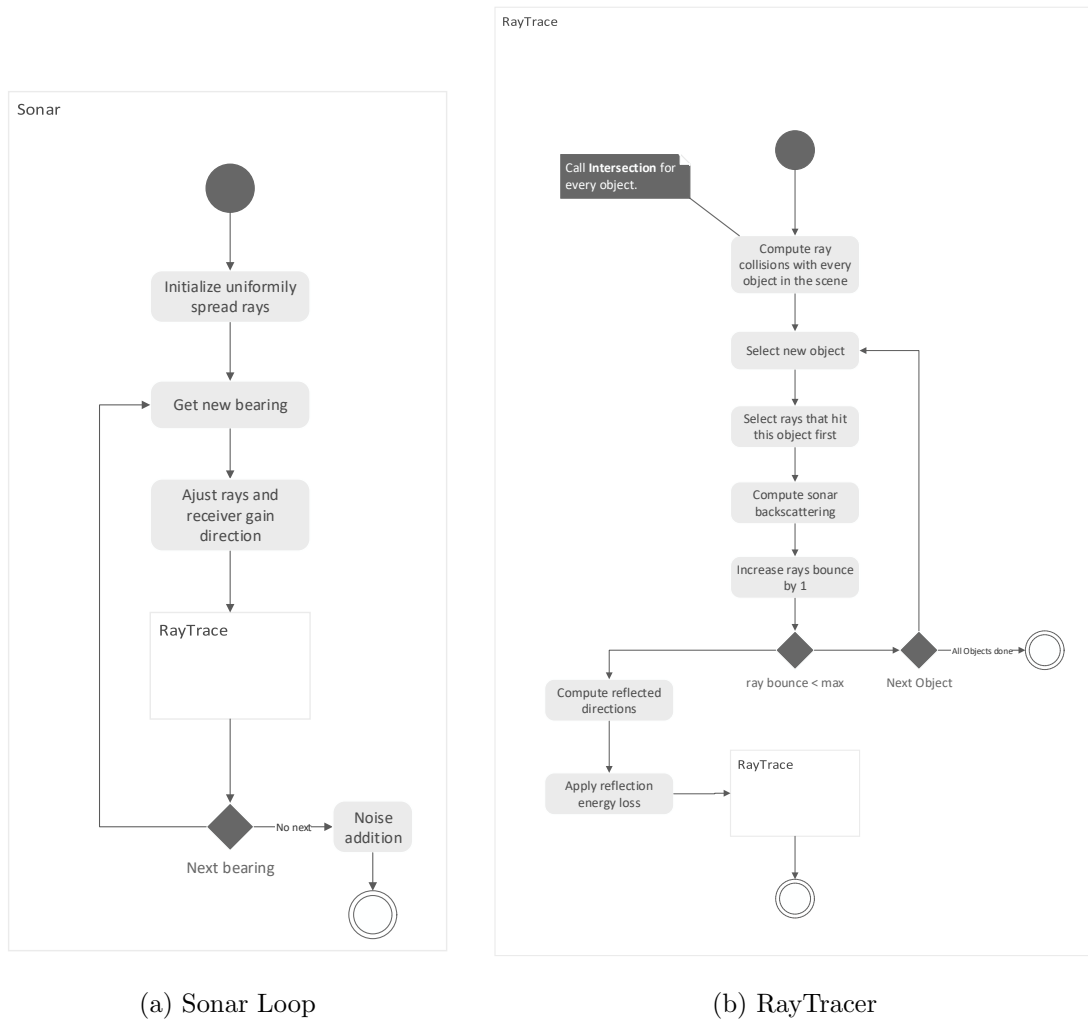 Sonar
Initialize uniformily
spread rays
Get new bearing
Ajust rays and
receiver gain
direction
RayTrace
No next
Noise
addition
Next bearing
(a) Sonar Loop
RayTrace
Call Intersection for
every object.
Compute ray
collisions with every
object in the scene
Select new object
Select rays that hit
this object first
Compute sonar
backscattering
Increase rays bounce
by 1
ray bounce < max
Next Object
All Objects done
Compute reflected
directions
Apply reflection
energy loss
RayTrace
(b) RayTracer